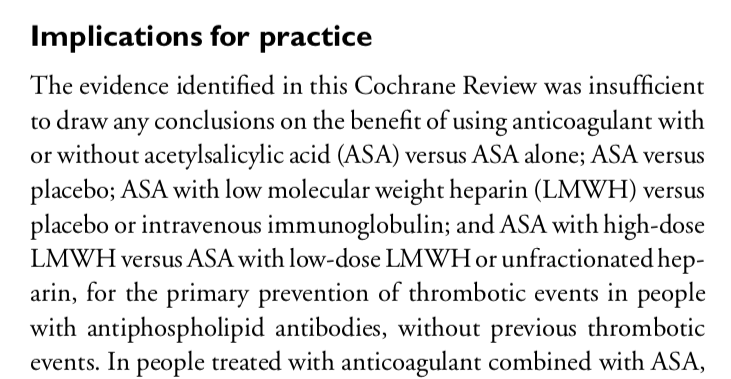 Implications for practice
The evidence identified in this Cochrane Review was insufficient
to draw any conclusions on the benefit of using anticoagulant with
or without acetylsalicylic acid (ASA) versus ASA alone; ASA versus
placebo; ASA with low molecular weight heparin (LMWH) versus
placebo or intravenous immunoglobulin; and ASA with high-dose
LMWH versus ASA with low-dose LMWH or unfractionated hep-
arin, for the primary prevention of thrombotic events in people
with antiphospholipid antibodies, without previous thrombotic
events. In people treated with anticoagulant combined with ASA,